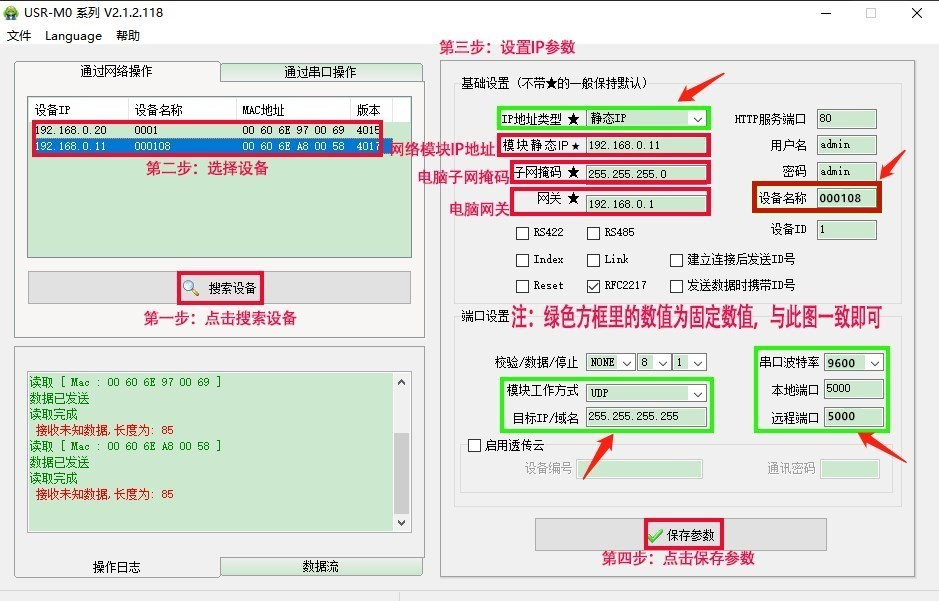 USR-M0 系列 V2.1.2.118
文件 Language 帮助
通过网络操作 通过串口操作
设备IP 设备名称 MAC地址 版本
192.168.0.20 0001 00 60 6E 97 00 69 4015
192.168.0.11 000108 00 60 6E A8 00 58 4017
第二步：选择设备
搜索设备
第一步：点击搜索设备
读取 [ Mac : 00 60 6E 97 00 69 ]
数据已发送
读取完成
接收未知数据,长度为: 85
读取 [ Mac : 00 60 6E A8 00 58 ]
数据已发送
读取完成
接收未知数据,长度为: 85
操作日志 数据流
第三步：设置IP参数
基础设置（不带★的一般保持默认）
IP地址类型 ★ 静态IP HTTP服务端口 80
网络模块IP地址 模块静态IP★ 192.168.0.11 用户名 admin
电脑子网掩码 子网掩码 ★ 255.255.255.0 密码 admin
电脑网关 网关 ★ 192.168.0.1 设备名称 000108
RS422 RS485 设备ID 1
Index Link 建立连接后发送ID号
Reset RFC2217 发送数据时携带ID号
端口设置 注：绿色方框里的数值为固定数值，与此图一致即可
校验/数据/停止 NONE 8 1 串口波特率 9600
模块工作方式 UDP 本地端口 5000
目标IP/域名 255.255.255.255 远程端口 5000
启用透传云
设备编号 通讯密码
保存参数
第四步：点击保存参数